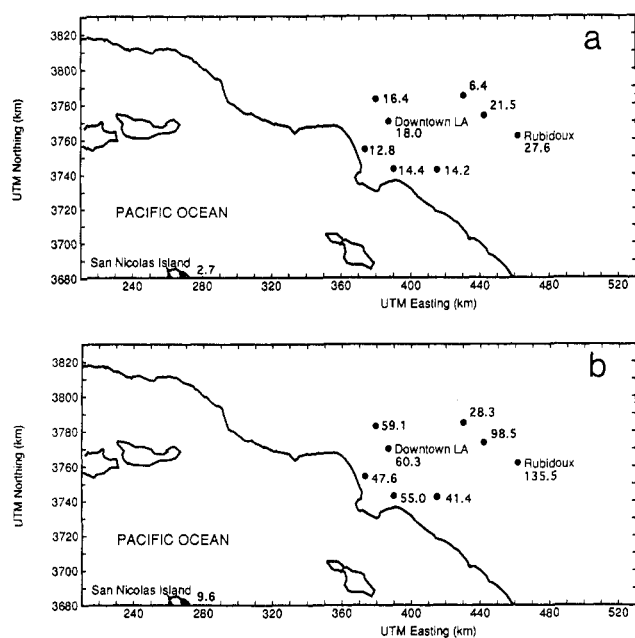 a
3820
3800
3780
3760
3740
3720
3700
3680
UTM Northing (km)
6.4
16.4
21.5
Downtown LA
18.0
Rubidoux
27.6
12.8
14.4
14.2
PACIFIC OCEAN
San Nicolas Island
2.7
240 280 320 360 400 440 480 520
UTM Easting (km)
b
3820
3800
3780
3760
3740
3720
3700
3680
UTM Northing (km)
28.3
59.1
98.5
Downtown LA
60.3
Rubidoux
135.5
47.6
55.0
41.4
PACIFIC OCEAN
San Nicolas Island
9.6
240 280 320 360 400 440 480 520
UTM Easting (km)